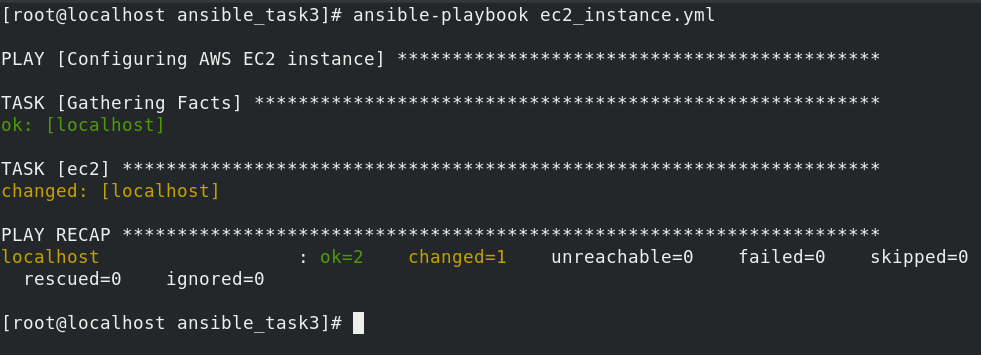 [root@localhost ansible_task3]# ansible-playbook ec2_instance.yml
PLAY [Configuring AWS EC2 instance] ********************************************
TASK [Gathering Facts] *********************************************************
ok: [localhost]
TASK [ec2] *********************************************************************
changed: [localhost]
PLAY RECAP *********************************************************************
localhost                  : ok=2    changed=1    unreachable=0    failed=0    skipped=0
  rescued=0    ignored=0
[root@localhost ansible_task3]#